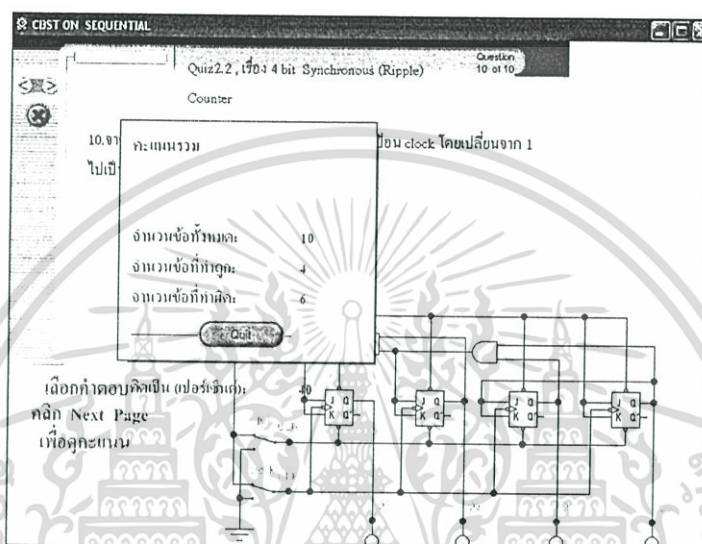 CBST ON SEQUENTIAL
Quiz2.2 , เรื่อง 4 bit Synchronous (Ripple)
Counter
Question
10 of 10
10.จา
ป้อน clock โดยเปลี่ยนจาก 1
ไปเป็
คะแนนรวม
จำนวนข้อทั้งหมด: 10
จำนวนข้อที่ทำถูก: 4
จำนวนข้อที่ทำผิด: 6
Quit
คิดเป็น (เปอร์เซ็นต์): 40
เลือกคำตอบ
คลิก Next Page
เพื่อดูคะแนน
J Q
K Q'
J Q
K Q'
J Q
K Q'
J Q
K Q'